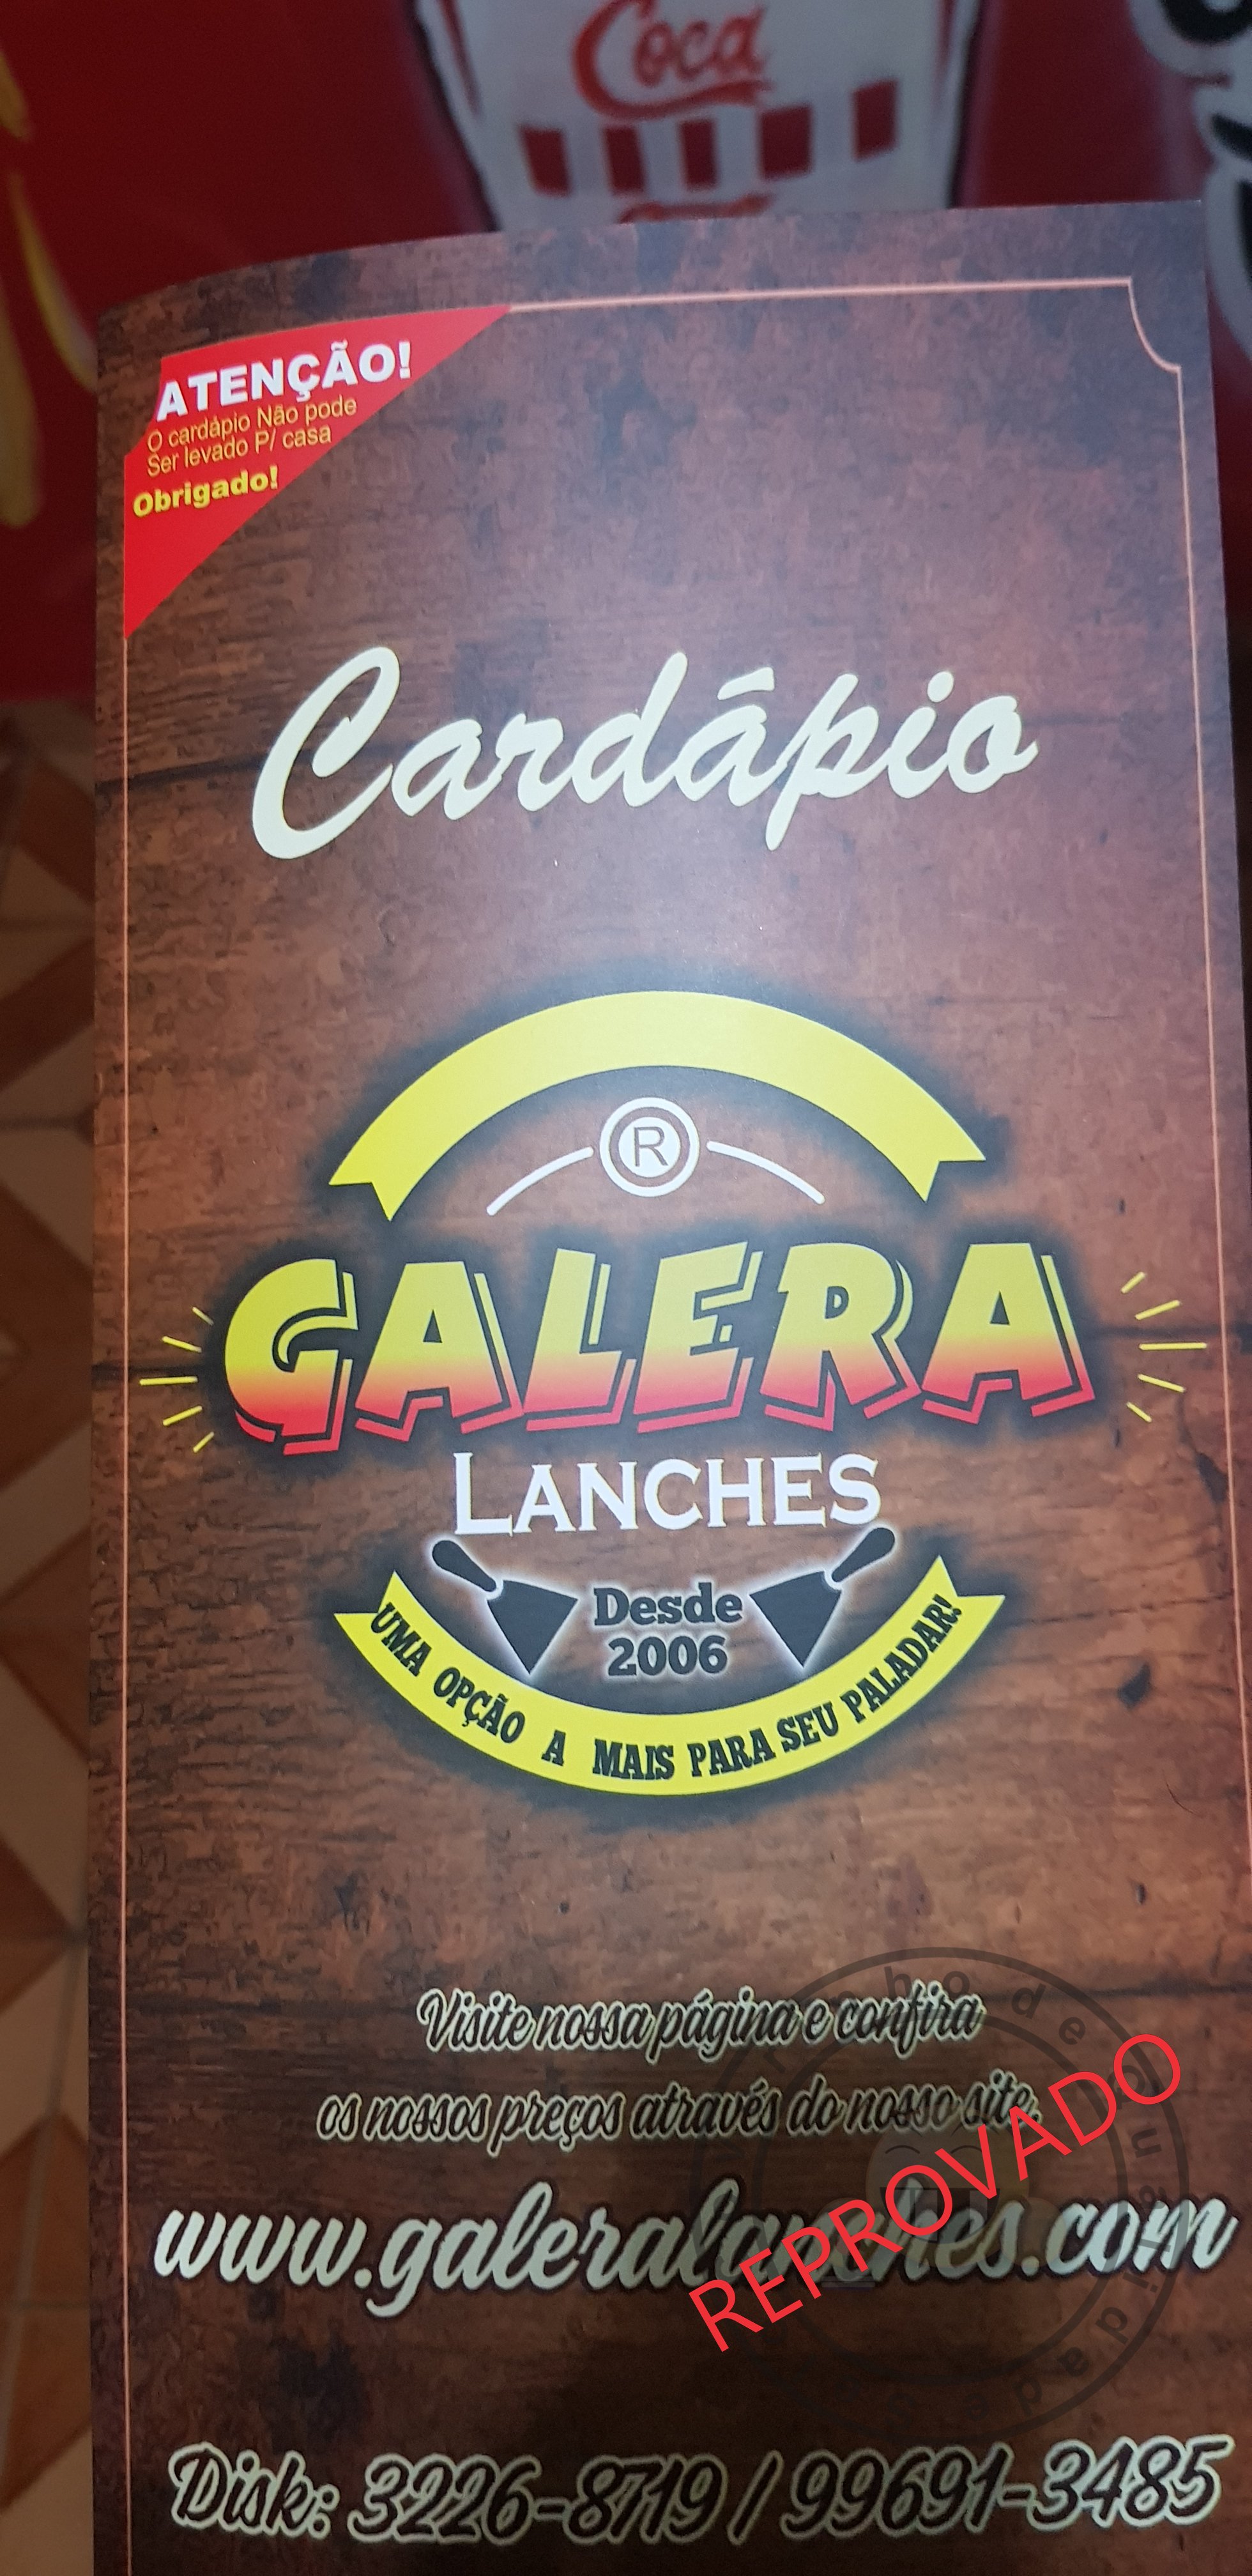 Coca
ATENÇÃO!
O cardápio Não pode
Ser levado P/ casa
Obrigado!
Cardápio
®
GALERA
LANCHES
Desde
2006
UMA OPÇÃO A MAIS PARA SEU PALADAR!
Visite nossa página e confira
os nossos preços através do nosso site.
www.galeralanches.com
REPROVADO
Disk: 3226-8719 / 99691-3485